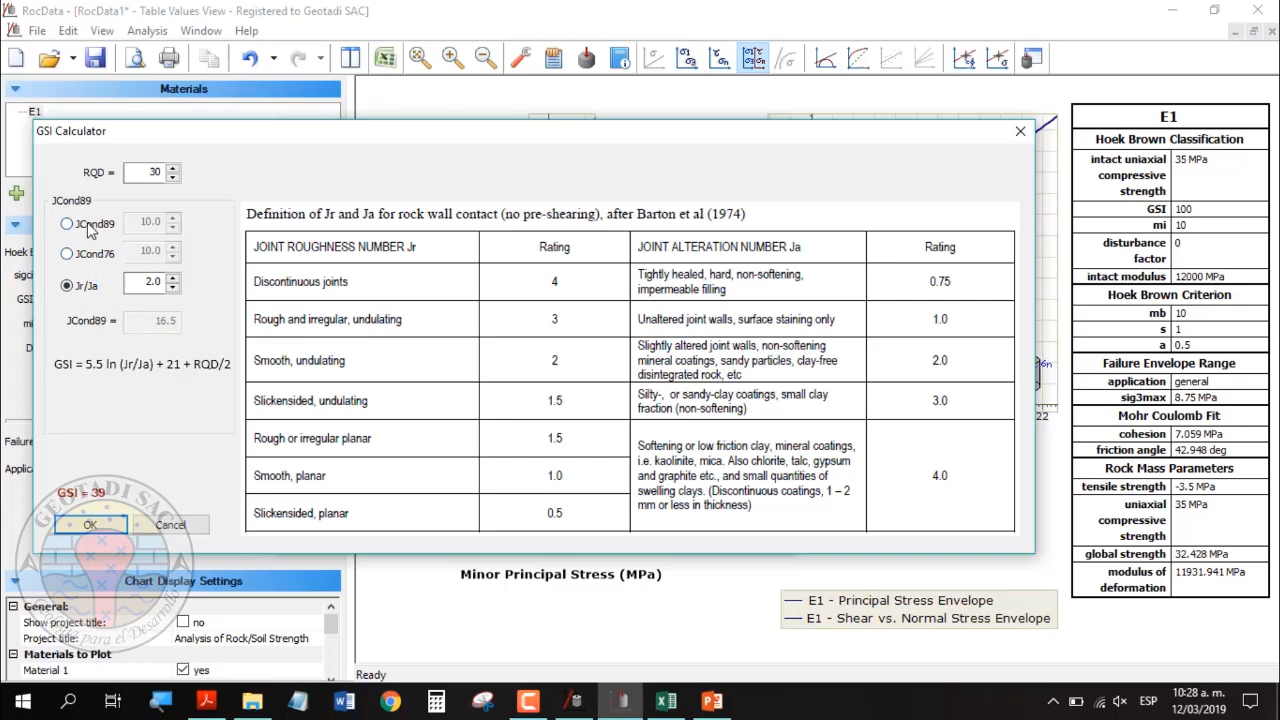 RocData - [RocData1* - Table Values View - Registered to Geotadi SAC]
File Edit View Analysis Window Help
Materials
E1
GSI Calculator
RQD = 30
JCond89
JCond89 10.0
JCond76 10.0
Jr/Ja 2.0
JCond89 = 16.5
GSI = 5.5 ln (Jr/Ja) + 21 + RQD/2
GSI = 39
OK Cancel
Definition of Jr and Ja for rock wall contact (no pre-shearing), after Barton et al (1974)
JOINT ROUGHNESS NUMBER Jr Rating JOINT ALTERATION NUMBER Ja Rating
Discontinuous joints 4 Tightly healed, hard, non-softening,
impermeable filling 0.75
Rough and irregular, undulating 3 Unaltered joint walls, surface staining only 1.0
Smooth, undulating 2 Slightly altered joint walls, non-softening
mineral coatings, sandy particles, clay-free
disintegrated rock, etc 2.0
Slickensided, undulating 1.5 Silty-, or sandy-clay coatings, small clay
fraction (non-softening) 3.0
Rough or irregular planar 1.5
Smooth, planar 1.0
Slickensided, planar 0.5
Softening or low friction clay, mineral coatings,
i.e. kaolinite, mica. Also chlorite, talc, gypsum
and graphite etc., and small quantities of
swelling clays. (Discontinuous coatings, 1 – 2
mm or less in thickness) 4.0
Hoek B
sigc
GSI
mi
D
Failure
Applic
GEOTADI SAC
para el Desarrollo
Chart Display Settings
General:
Show project title: no
Project title: Analysis of Rock/Soil Strength
Materials to Plot
Material 1 yes
22
Minor Principal Stress (MPa)
E1 - Principal Stress Envelope
E1 - Shear vs. Normal Stress Envelope
E1
Hoek Brown Classification
intact uniaxial
compressive
strength 35 MPa
GSI 100
mi 10
disturbance
factor 0
intact modulus 12000 MPa
Hoek Brown Criterion
mb 10
s 1
a 0.5
Failure Envelope Range
application general
sig3max 8.75 MPa
Mohr Coulomb Fit
cohesion 7.059 MPa
friction angle 42.948 deg
Rock Mass Parameters
tensile strength -3.5 MPa
uniaxial
compressive
strength 35 MPa
global strength 32.428 MPa
modulus of
deformation 11931.941 MPa
Ready
ESP
10:28 a. m.
12/03/2019